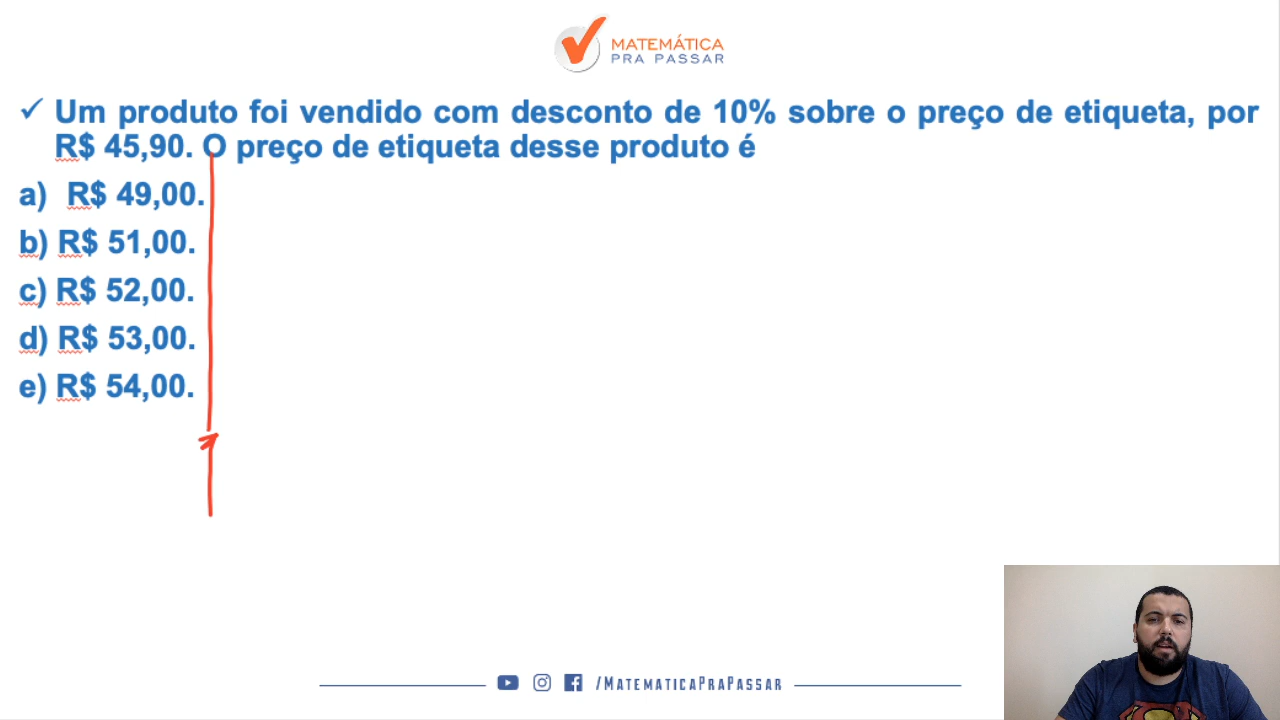 MATEMÁTICA
PRA PASSAR
✓ Um produto foi vendido com desconto de 10% sobre o preço de etiqueta, por
R$ 45,90. O preço de etiqueta desse produto é
a) R$ 49,00.
b) R$ 51,00.
c) R$ 52,00.
d) R$ 53,00.
e) R$ 54,00.
/MATEMATICAPRAPASSAR